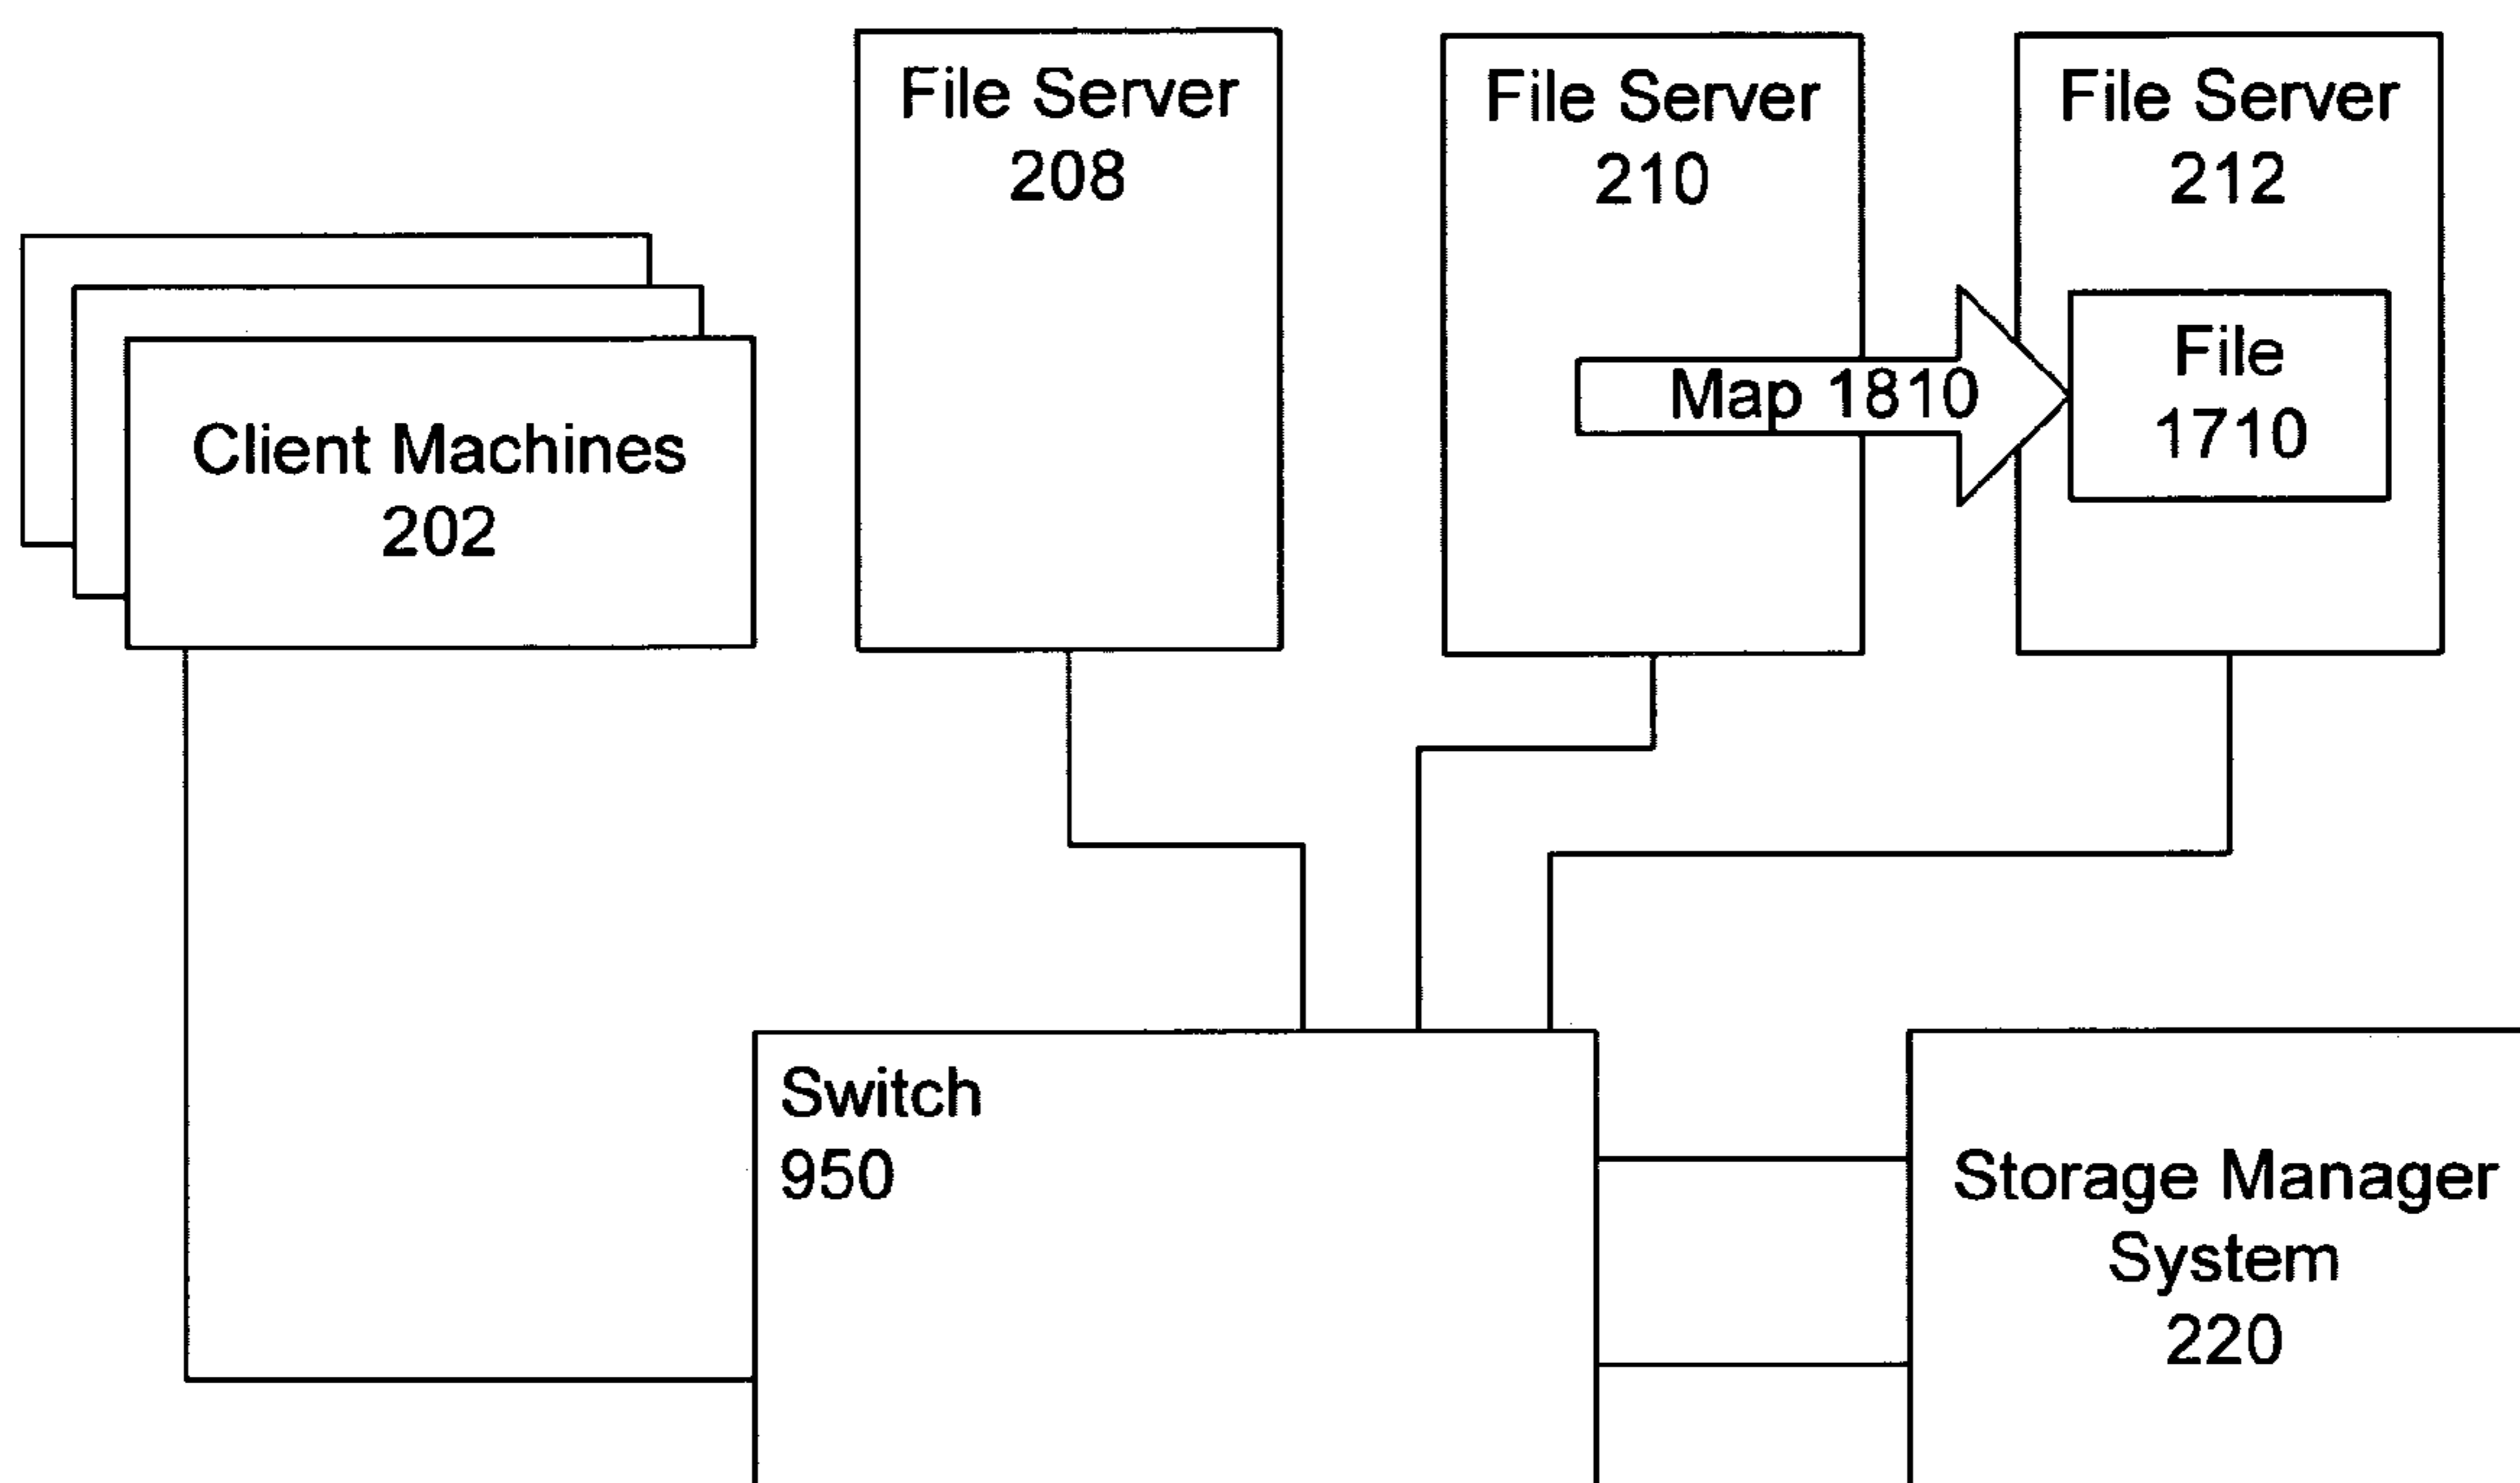 File Server
208
File Server
210
File Server
212
Client Machines
202
Map 1810
File
1710
Switch
950
Storage Manager
System
220